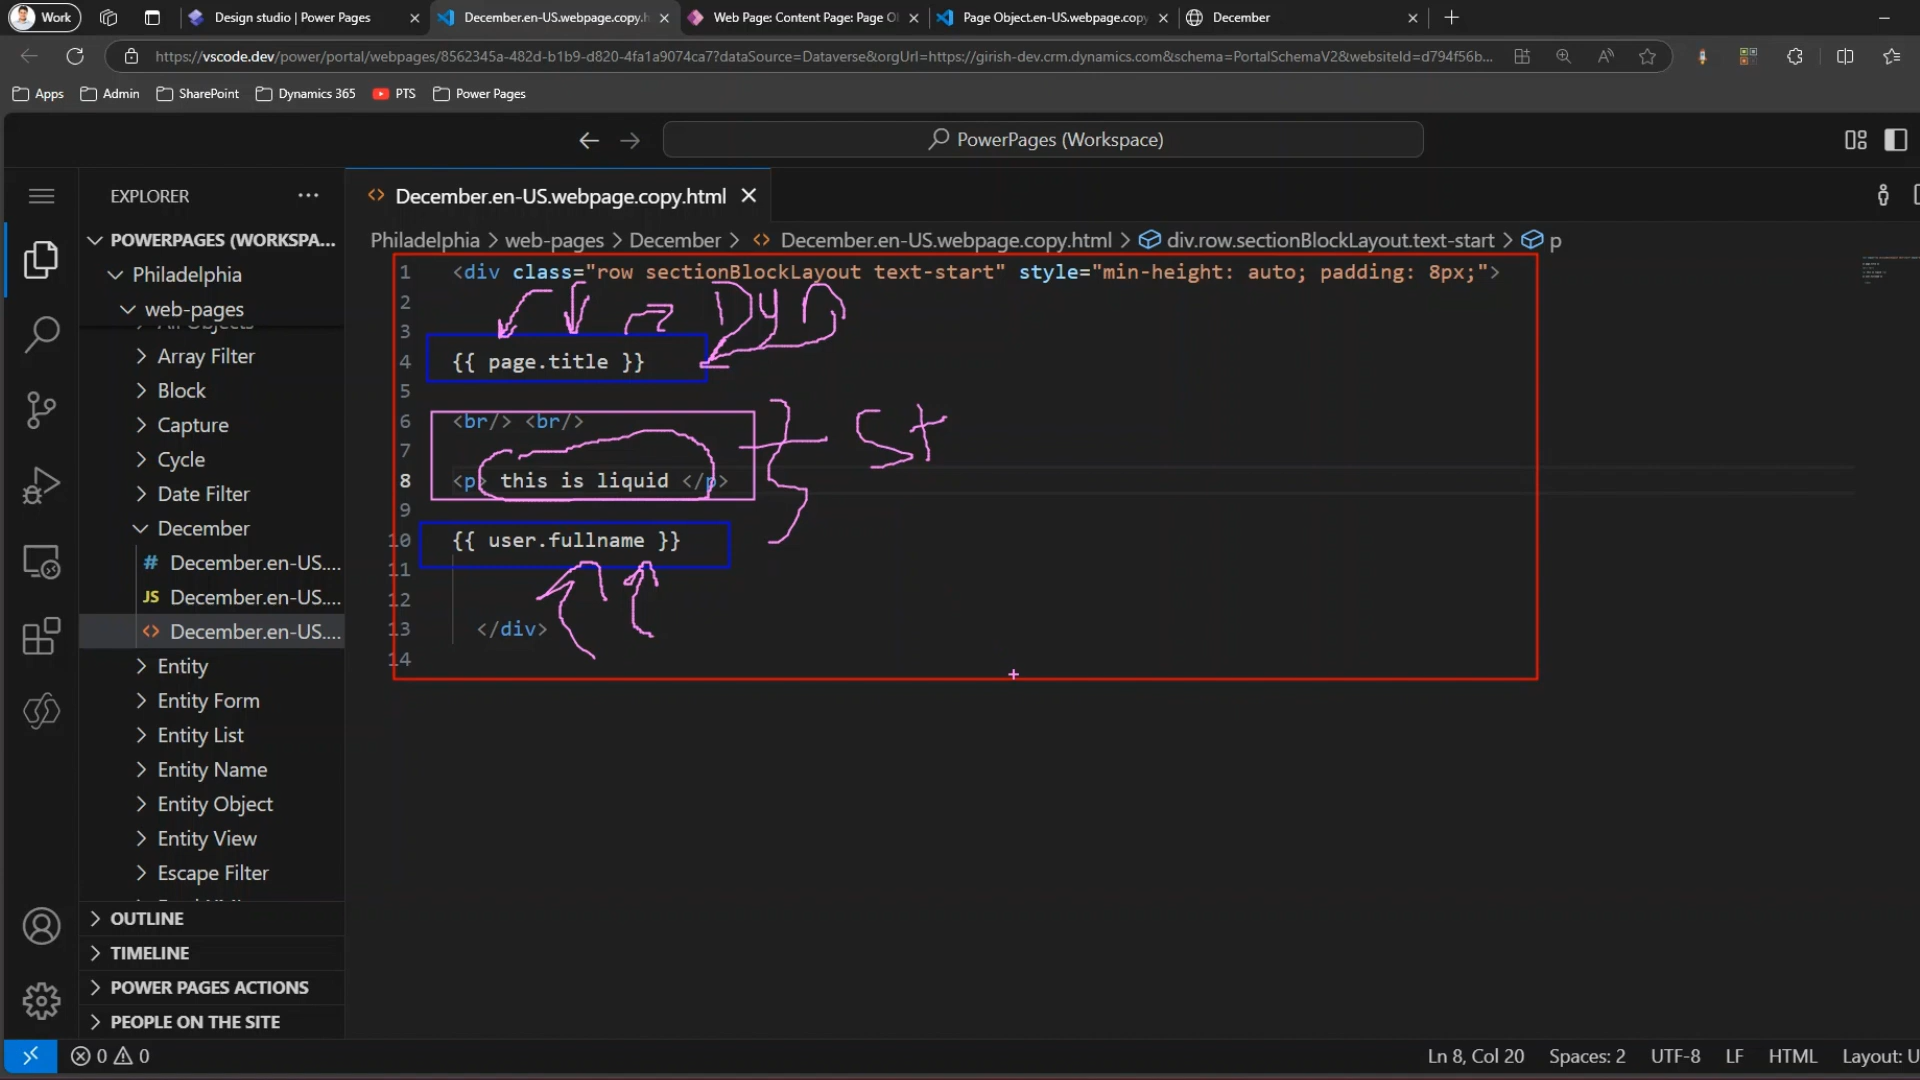 Work
Design studio | Power Pages
December.en-US.webpage.copy.h
Web Page: Content Page: Page O
Page Object.en-US.webpage.copy
December
https://vscode.dev/power/portal/webpages/8562345a-482d-b1b9-d820-4fa1a9074ca7?dataSource=Dataverse&orgUrl=https://girish-dev.crm.dynamics.com&schema=PortalSchemaV2&websiteId=d794f56b...
Apps
Admin
SharePoint
Dynamics 365
PTS
Power Pages
PowerPages (Workspace)
EXPLORER
December.en-US.webpage.copy.html
POWERPAGES (WORKSPA...
Philadelphia > web-pages > December > December.en-US.webpage.copy.html > div.row.sectionBlockLayout.text-start > p
Philadelphia
web-pages
Array Filter
Block
Capture
Cycle
Date Filter
December
# December.en-US....
JS December.en-US....
<> December.en-US....
Entity
Entity Form
Entity List
Entity Name
Entity Object
Entity View
Escape Filter
OUTLINE
TIMELINE
POWER PAGES ACTIONS
PEOPLE ON THE SITE
1 <div class="row sectionBlockLayout text-start" style="min-height: auto; padding: 8px;">
2
3
4 {{ page.title }}
5
6 <br/> <br/>
7
8 <p> this is liquid </p>
9
10 {{ user.fullname }}
11
12
13 </div>
14
St
0 0
Ln 8, Col 20
Spaces: 2
UTF-8
LF
HTML
Layout: U